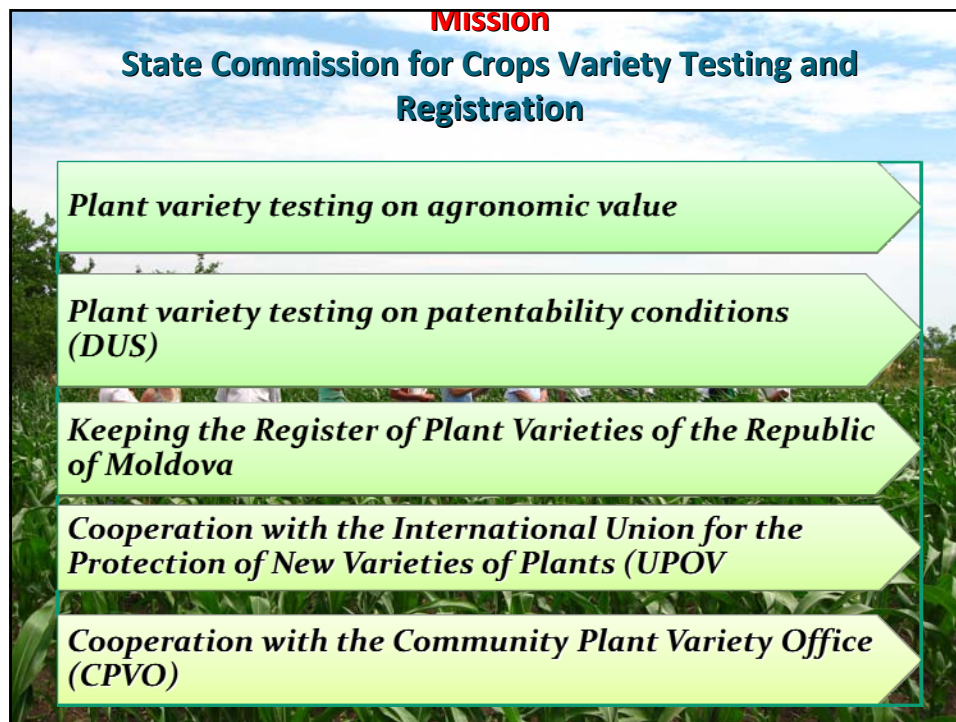 Mission
State Commission for Crops Variety Testing and
Registration
Plant variety testing on agronomic value
Plant variety testing on patentability conditions
(DUS)
Keeping the Register of Plant Varieties of the Republic
of Moldova
Cooperation with the International Union for the
Protection of New Varieties of Plants (UPOV
Cooperation with the Community Plant Variety Office
(CPVO)